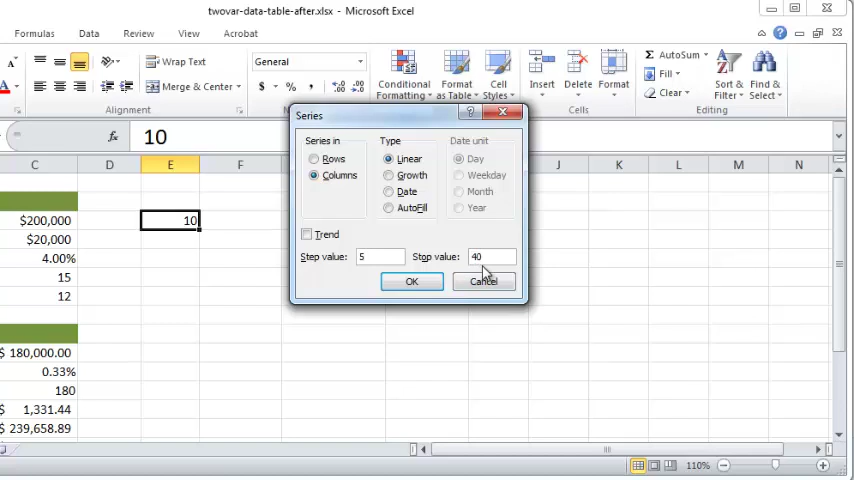 twovar-data-table-after.xlsx - Microsoft Excel
Formulas Data Review View Acrobat
Wrap Text General AutoSum
Merge & Center $ % , Conditional Formatting Format as Table Cell Styles Insert Delete Format Fill Clear Sort & Filter Find & Select
Alignment Cells Editing
fx 10
C D E F J K L M N
$200,000 10
$20,000
4.00%
15
12
$ 180,000.00
0.33%
180
$ 1,331.44
$ 239,658.89
Series
Series in Type Date unit
Rows Linear Day
Columns Growth Weekday
Date Month
AutoFill Year
Trend
Step value: 5 Stop value: 40
OK Cancel
110%